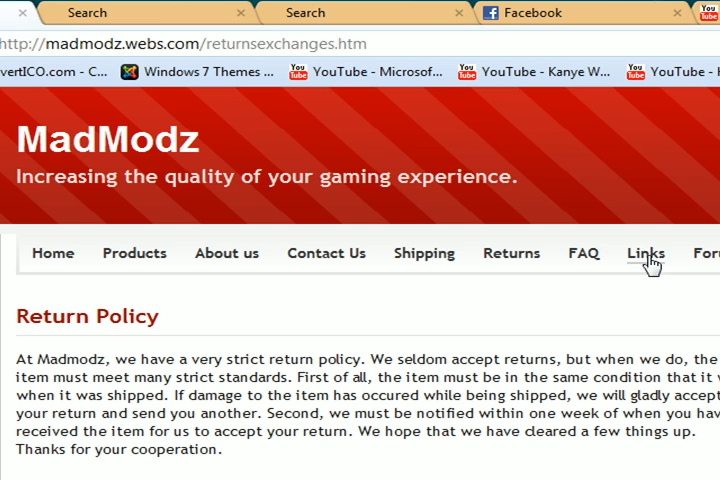 Search Search Facebook
http://madmodz.webs.com/returnsexchanges.htm
vertICO.com - C... Windows 7 Themes ... YouTube - Microsof... YouTube - Kanye W... YouTube - H
MadModz
Increasing the quality of your gaming experience.
Home Products About us Contact Us Shipping Returns FAQ Links For
Return Policy
At Madmodz, we have a very strict return policy. We seldom accept returns, but when we do, the
item must meet many strict standards. First of all, the item must be in the same condition that it w
when it was shipped. If damage to the item has occured while being shipped, we will gladly accept
your return and send you another. Second, we must be notified within one week of when you hav
received the item for us to accept your return. We hope that we have cleared a few things up.
Thanks for your cooperation.